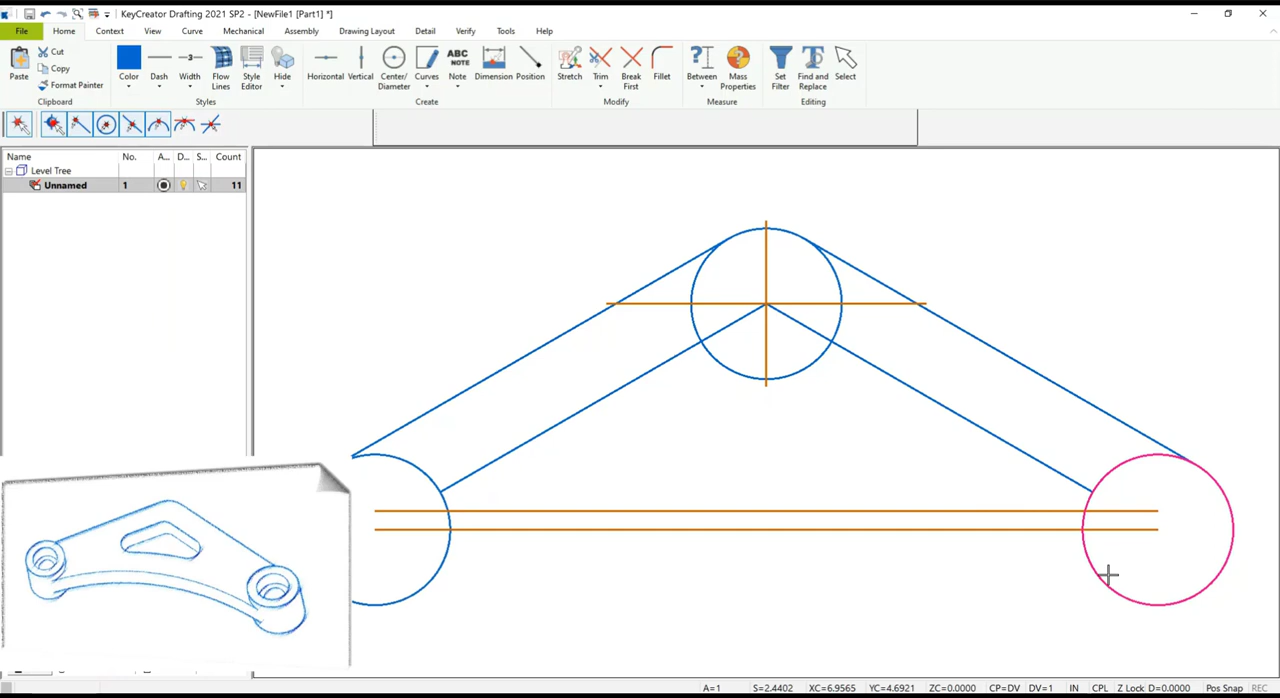 KeyCreator Drafting 2021 SP2 - [NewFile1 [Part1] *]
File Home Context View Curve Mechanical Assembly Drawing Layout Detail Verify Tools Help
Paste
Cut
Copy
Format Painter
Clipboard
Color Dash Width Flow Lines Style Editor Hide
Styles
Horizontal Vertical Center/ Diameter Curves ABC NOTE Note Dimension Position
Create
Stretch Trim Break First Fillet
Modify
Between Mass Properties
Measure
Set Filter Find and Replace Select
Editing
Name No. A... D... S... Count
Level Tree
Unnamed 1 11
A=1 S=2.4402 XC=6.9565 YC=4.6921 ZC=0.0000 CP=DV DV=1 IN CPL Z Lock D=0.0000 Pos Snap REC